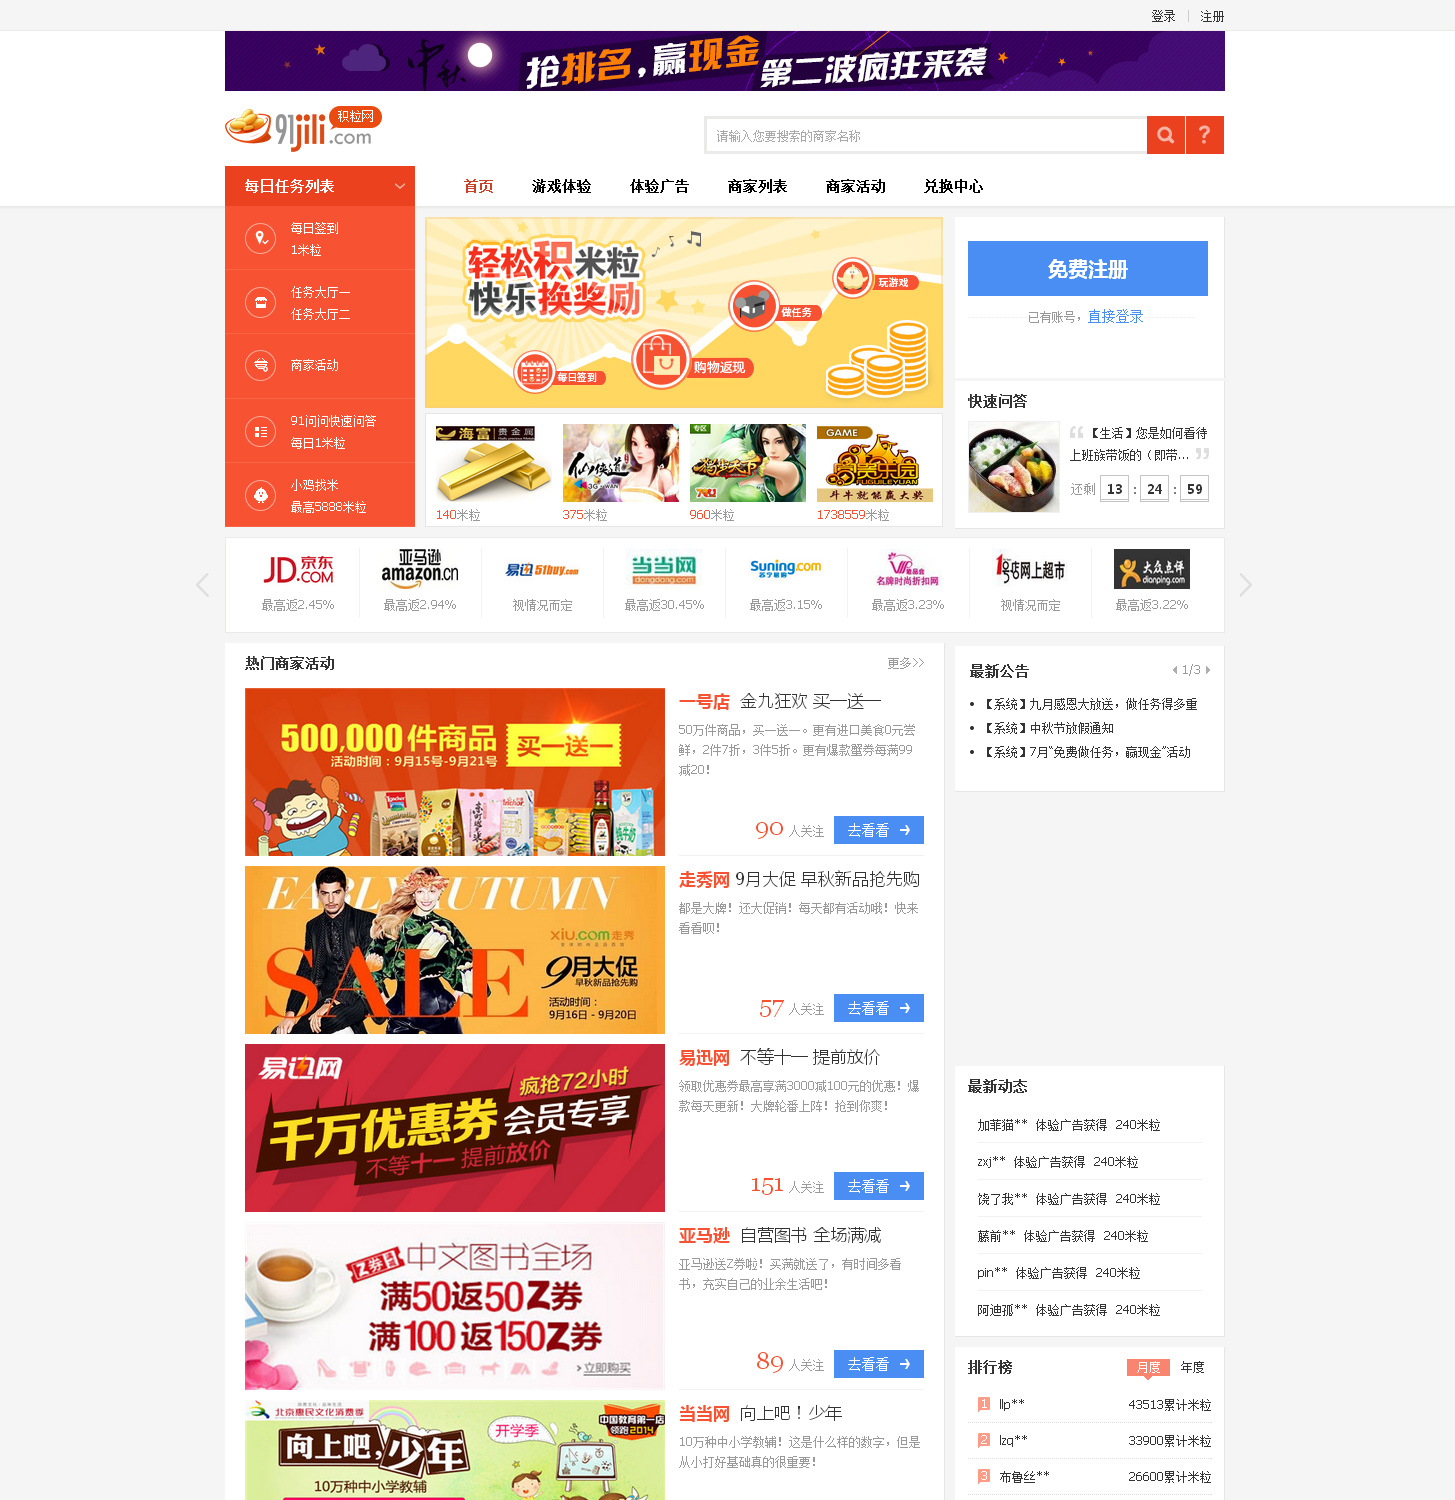 登录 注册
中秋 抢排名,赢现金 第二波疯狂来袭
91jili.com 积粒网
请输入您要搜索的商家名称
?
每日任务列表
首页 游戏体验 体验广告 商家列表 商家活动 兑换中心
每日签到
1米粒
任务大厅一
任务大厅二
商家活动
91问问快速问答
每日1米粒
小鸡找米
最高5888米粒
轻松积米粒
快乐换奖励
每日签到
购物返现
做任务
玩游戏
免费注册
已有账号，直接登录
快速问答
【生活】您是如何看待
上班族带饭的（即带...
还剩 13 : 24 : 59
海富 贵金属
140米粒
仙侠道
3G WAN
375米粒
专区
独步天下
960米粒
GAME
富贵乐园
FUGUILEYUAN
斗牛就能赢大奖
1738559米粒
JD 京东 .COM
最高返2.45%
亚马逊 amazon.cn
最高返2.94%
易迅 51buy.com
视情况而定
当当网 dangdang.com
最高返30.45%
Suning.com 苏宁易购
最高返3.15%
VIP 唯品会
名牌时尚折扣网
最高返3.23%
1号店网上超市
视情况而定
大众点评 dianping.com
最高返3.22%
热门商家活动 更多>>
500,000件商品 买一送一
活动时间：9月15号-9月21号
一号店 金九狂欢 买一送一
50万件商品，买一送一。更有进口美食0元尝
鲜，2件7折，3件5折。更有爆款蟹券每满99
减20！
90 人关注 去看看
EARLY AUTUMN
xiu.com走秀
SALE
9月大促
早秋新品抢先购
活动时间：
9月16日 - 9月20日
走秀网 9月大促 早秋新品抢先购
都是大牌！还大促销！每天都有活动哦！快来
看看呗！
57 人关注 去看看
易迅网
疯抢72小时
千万优惠券 会员专享
不等十一 提前放价
易迅网 不等十一 提前放价
领取优惠券最高享满3000减100元的优惠！爆
款每天更新！大牌轮番上阵！抢到你爽！
151 人关注 去看看
Z券日 中文图书全场
满50返50Z券
满100返150Z券
立即购买
亚马逊 自营图书 全场满减
亚马逊送Z券啦！买满就送了，有时间多看
书，充实自己的业余生活吧！
89 人关注 去看看
北京惠民文化消费季
向上吧,少年
10万种中小学教辅
开学季
中国教育第一店
领跑2014
当当网 向上吧！少年
10万种中小学教辅！这是什么样的数字，但是
从小打好基础真的很重要！
最新公告 1/3
【系统】九月感恩大放送，做任务得多重
【系统】中秋节放假通知
【系统】7月“免费做任务，赢现金”活动
最新动态
加菲猫** 体验广告获得 240米粒
zxj** 体验广告获得 240米粒
饶了我** 体验广告获得 240米粒
藤前** 体验广告获得 240米粒
pin** 体验广告获得 240米粒
阿迪孤** 体验广告获得 240米粒
排行榜 月度 年度
1 llp** 43513累计米粒
2 lzq** 33900累计米粒
3 布鲁丝** 26600累计米粒